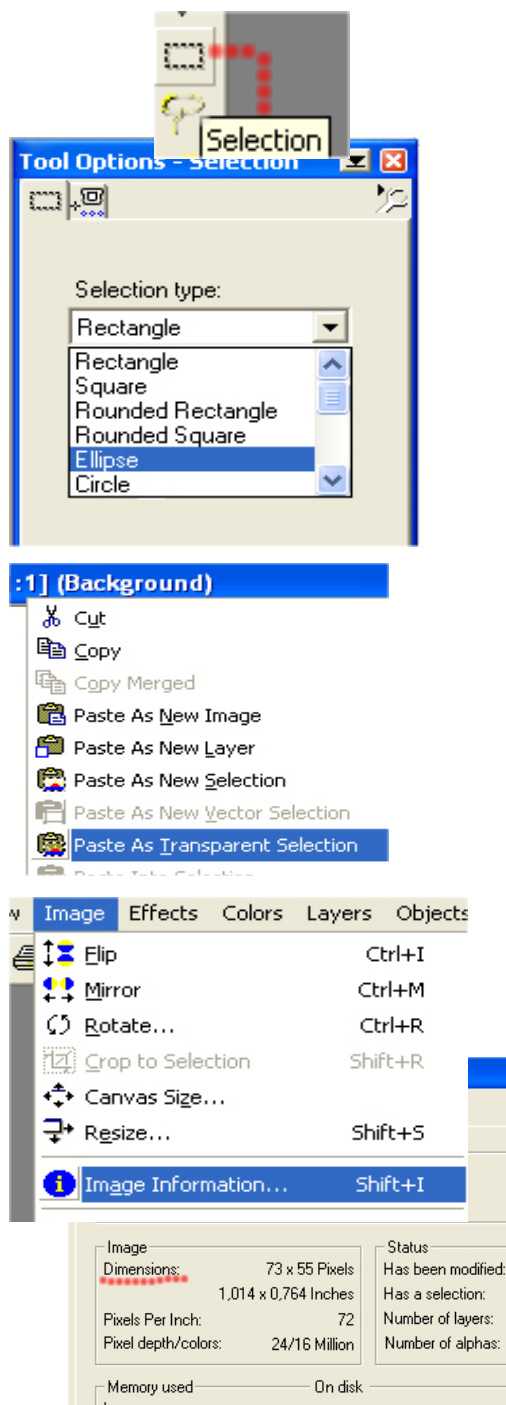 Selection
Tool Options - Selection
Selection type:
Rectangle
Rectangle
Square
Rounded Rectangle
Rounded Square
Ellipse
Circle
:1] (Background)
Cut
Copy
Copy Merged
Paste As New Image
Paste As New Layer
Paste As New Selection
Paste As New Vector Selection
Paste As Transparent Selection
w Image Effects Colors Layers Objects
Flip Ctrl+I
Mirror Ctrl+M
Rotate... Ctrl+R
Crop to Selection Shift+R
Canvas Size...
Resize... Shift+S
Image Information... Shift+I
Image
Dimensions: 73 x 55 Pixels
1,014 x 0,764 Inches
Pixels Per Inch: 72
Pixel depth/colors: 24/16 Million
Status
Has been modified:
Has a selection:
Number of layers:
Number of alphas:
Memory used On disk